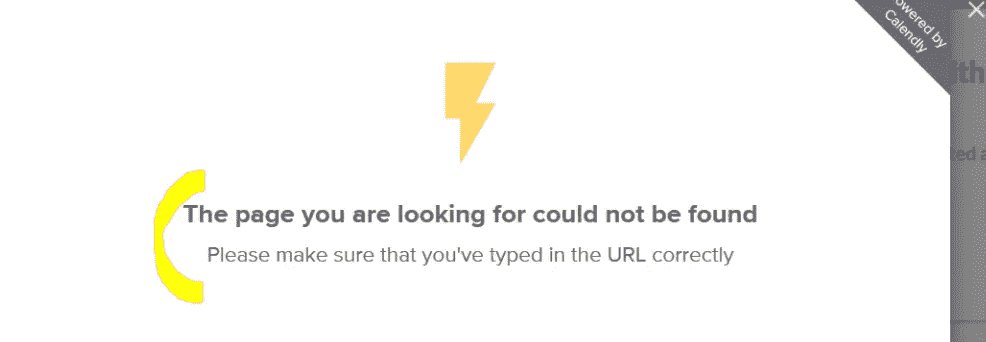 owered by
Calendly
ith
ted a
The page you are looking for could not be found
Please make sure that you've typed in the URL correctly